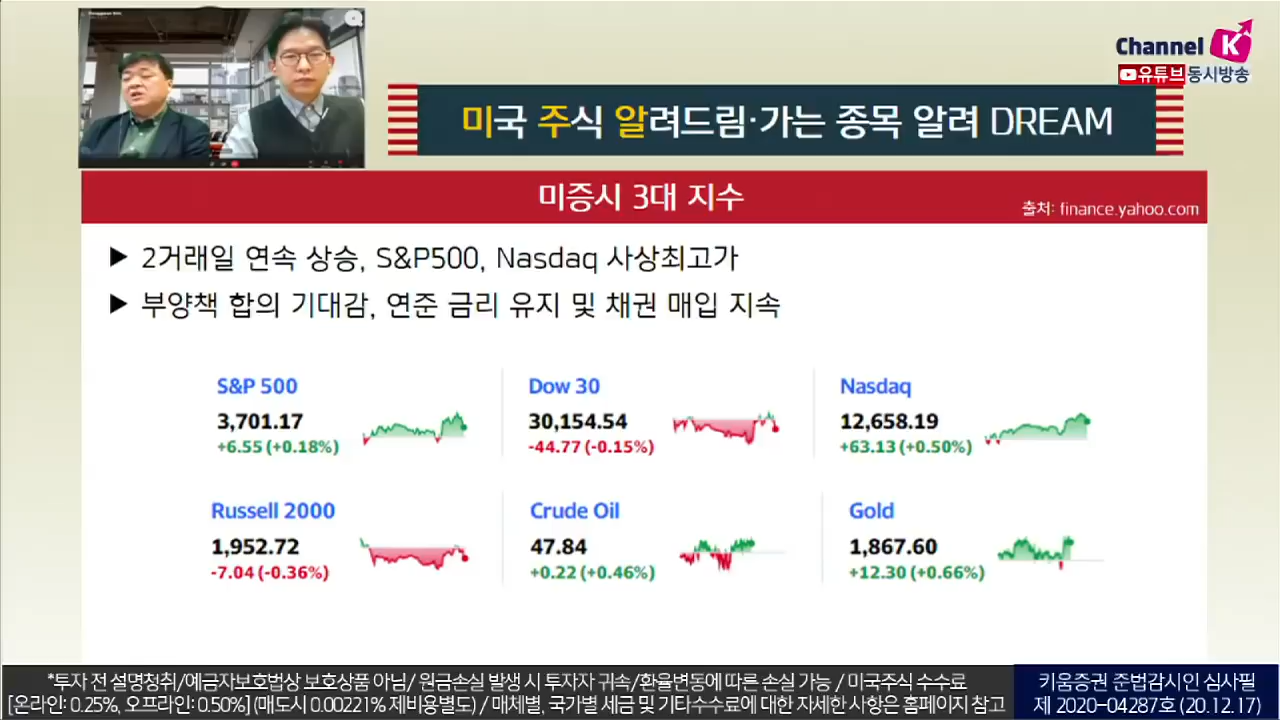 Channel K
유튜브 동시방송
미국 주식 알려드림·가는 종목 알려 DREAM
미증시 3대 지수
출처: finance.yahoo.com
▶ 2거래일 연속 상승, S&P500, Nasdaq 사상최고가
▶ 부양책 합의 기대감, 연준 금리 유지 및 채권 매입 지속
S&P 500
3,701.17
+6.55 (+0.18%)
Dow 30
30,154.54
-44.77 (-0.15%)
Nasdaq
12,658.19
+63.13 (+0.50%)
Russell 2000
1,952.72
-7.04 (-0.36%)
Crude Oil
47.84
+0.22 (+0.46%)
Gold
1,867.60
+12.30 (+0.66%)
*투자 전 설명청취/예금자보호법상 보호상품 아님/ 원금손실 발생 시 투자자 귀속/환율변동에 따른 손실 가능 / 미국주식 수수료
[온라인: 0.25%, 오프라인: 0.50%] (매도시 0.00221% 제비용별도) / 매체별, 국가별 세금 및 기타수수료에 대한 자세한 사항은 홈페이지 참고
키움증권 준법감시인 심사필
제 2020-04287호 (20.12.17)